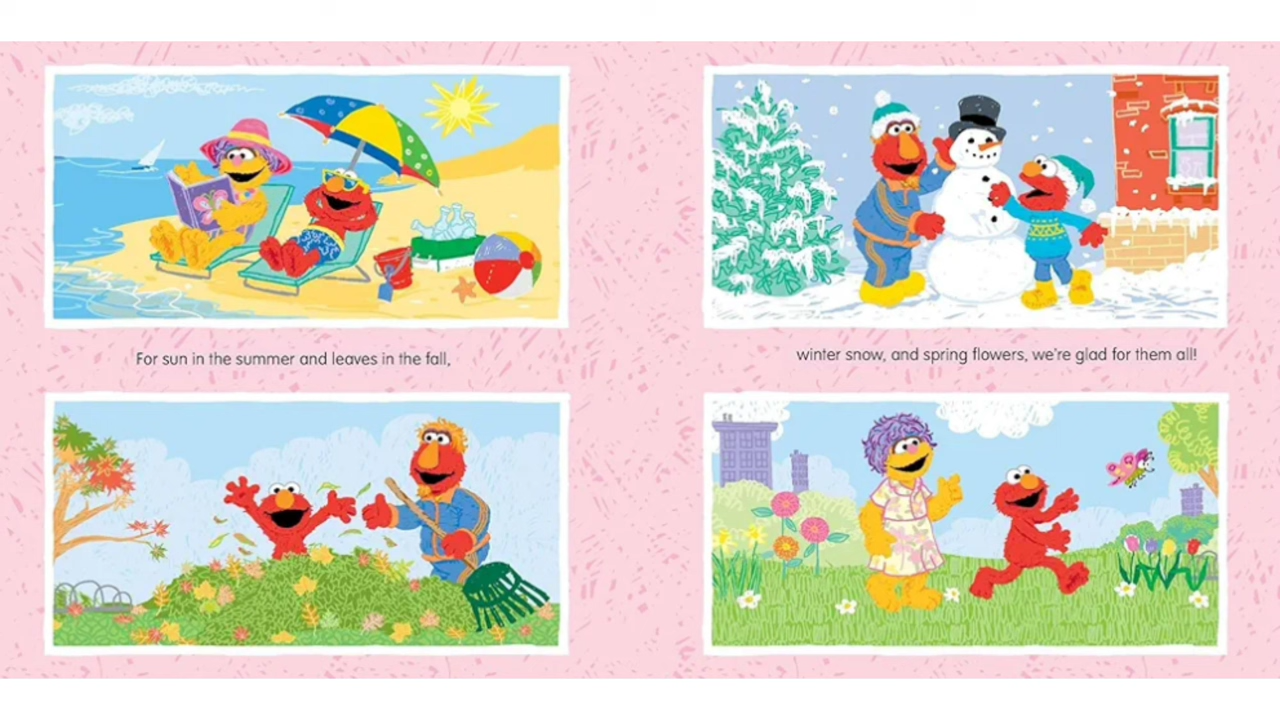 For sun in the summer and leaves in the fall,
winter snow, and spring flowers, we're glad for them all!